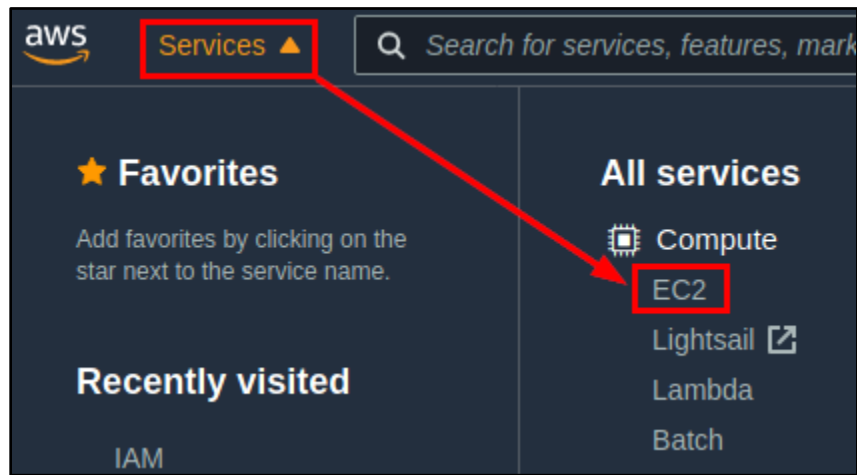 aws
Services
Search for services, features, mark
Favorites
Add favorites by clicking on the
star next to the service name.
Recently visited
IAM
All services
Compute
EC2
Lightsail
Lambda
Batch